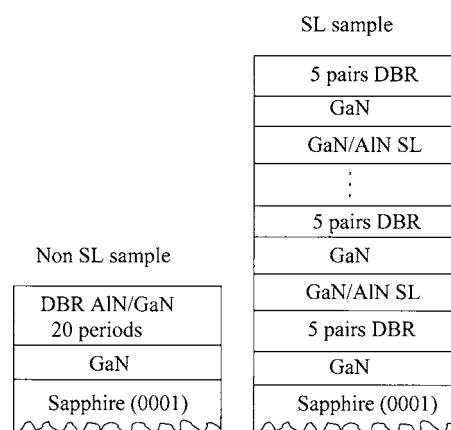 SL sample
5 pairs DBR
GaN
GaN/AlN SL
⋮
5 pairs DBR
GaN
GaN/AlN SL
5 pairs DBR
GaN
Sapphire (0001)
Non SL sample
DBR AlN/GaN
20 periods
GaN
Sapphire (0001)